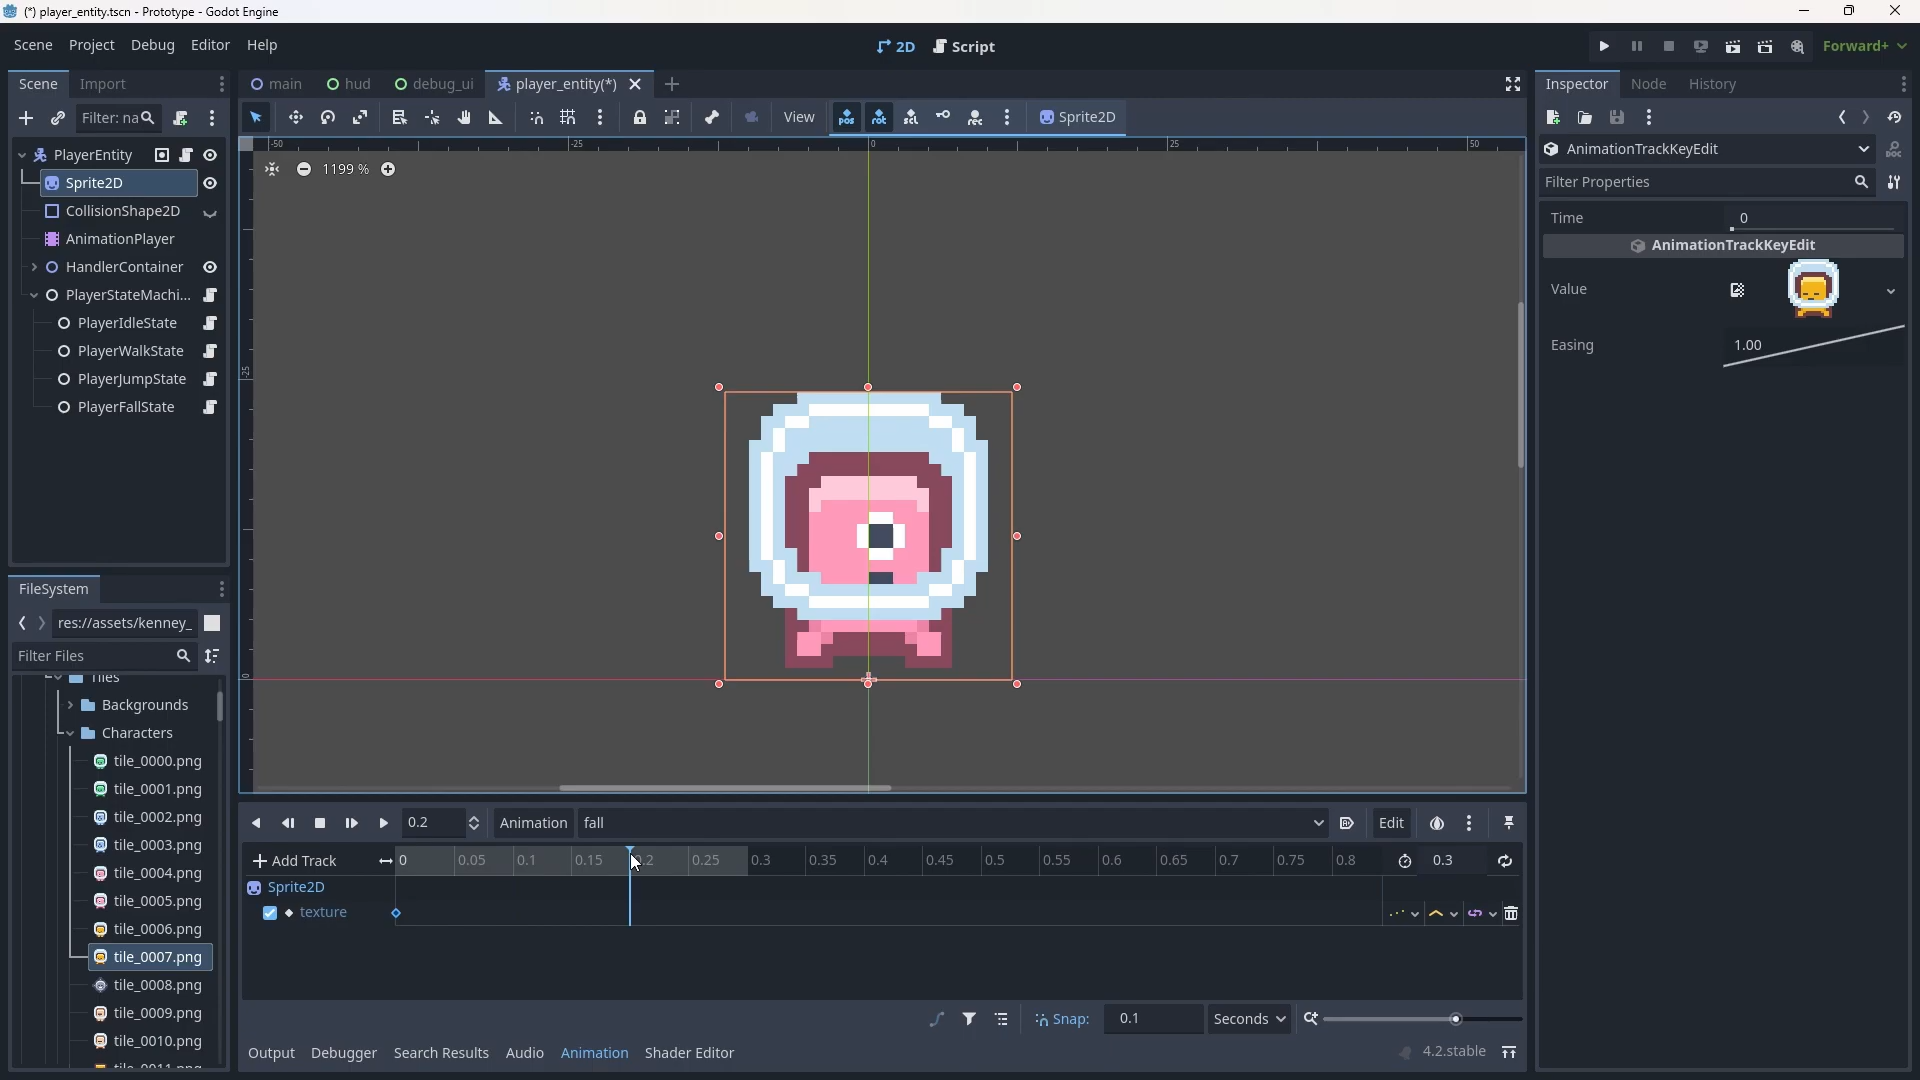 (*) player_entity.tscn - Prototype - Godot Engine
Scene Project Debug Editor Help
2D Script
Forward+
Scene Import
main hud debug_ui player_entity(*)
Inspector Node History
Filter: na
View
Sprite2D
PlayerEntity
Sprite2D
CollisionShape2D
AnimationPlayer
HandlerContainer
PlayerStateMachi...
PlayerIdleState
PlayerWalkState
PlayerJumpState
PlayerFallState
-50 -25 0 25 50
1199 %
-25
0
AnimationTrackKeyEdit
Filter Properties
Time 0
AnimationTrackKeyEdit
Value
Easing 1.00
FileSystem
res://assets/kenney_
Filter Files
Tiles
Backgrounds
Characters
tile_0000.png
tile_0001.png
tile_0002.png
tile_0003.png
tile_0004.png
tile_0005.png
tile_0006.png
tile_0007.png
tile_0008.png
tile_0009.png
tile_0010.png
tile_0011.png
0.2 Animation fall Edit
Add Track 0 0.05 0.1 0.15 0.2 0.25 0.3 0.35 0.4 0.45 0.5 0.55 0.6 0.65 0.7 0.75 0.8 0.3
Sprite2D
texture
Snap: 0.1 Seconds
Output Debugger Search Results Audio Animation Shader Editor 4.2.stable